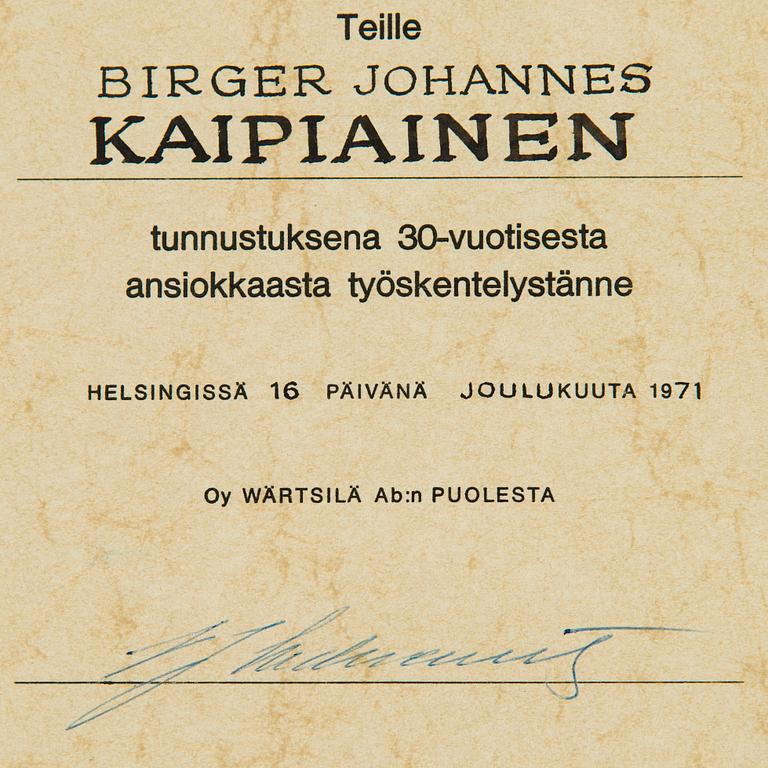 Teille
BIRGER JOHANNES
KAIPIAINEN
tunnustuksena 30-vuotisesta
ansiokkaasta työskentelystänne
HELSINGISSÄ 16 PÄIVÄNÄ JOULUKUUTA 1971
Oy WÄRTSILÄ Ab:n PUOLESTA